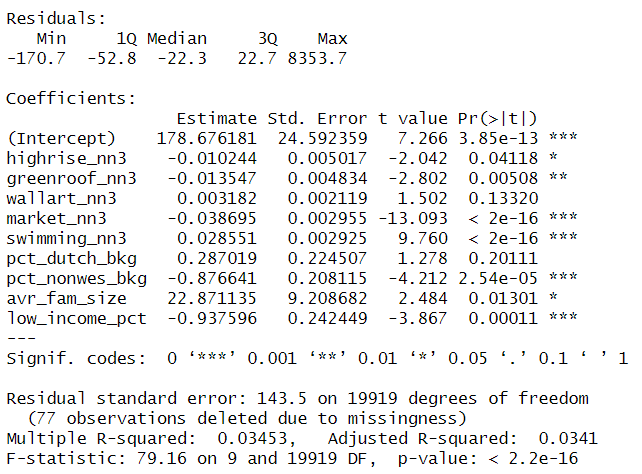 Residuals:
   Min     1Q Median     3Q    Max
-170.7  -52.8  -22.3   22.7 8353.7
Coefficients:
               Estimate Std. Error t value Pr(>|t|)
(Intercept)  178.676181  24.592359   7.266 3.85e-13 ***
highrise_nn3  -0.010244   0.005017  -2.042  0.04118 *
greenroof_nn3 -0.013547   0.004834  -2.802  0.00508 **
wallart_nn3    0.003182   0.002119   1.502  0.13320
market_nn3    -0.038695   0.002955 -13.093  < 2e-16 ***
swimming_nn3   0.028551   0.002925   9.760  < 2e-16 ***
pct_dutch_bkg  0.287019   0.224507   1.278  0.20111
pct_nonwes_bkg -0.876641   0.208115  -4.212 2.54e-05 ***
avr_fam_size  22.871135   9.208682   2.484  0.01301 *
low_income_pct -0.937596   0.242449  -3.867  0.00011 ***
---
Signif. codes:  0 ‘***’ 0.001 ‘**’ 0.01 ‘*’ 0.05 ‘.’ 0.1 ‘ ’ 1
Residual standard error: 143.5 on 19919 degrees of freedom
  (77 observations deleted due to missingness)
Multiple R-squared:  0.03453,	Adjusted R-squared:  0.0341
F-statistic: 79.16 on 9 and 19919 DF,  p-value: < 2.2e-16